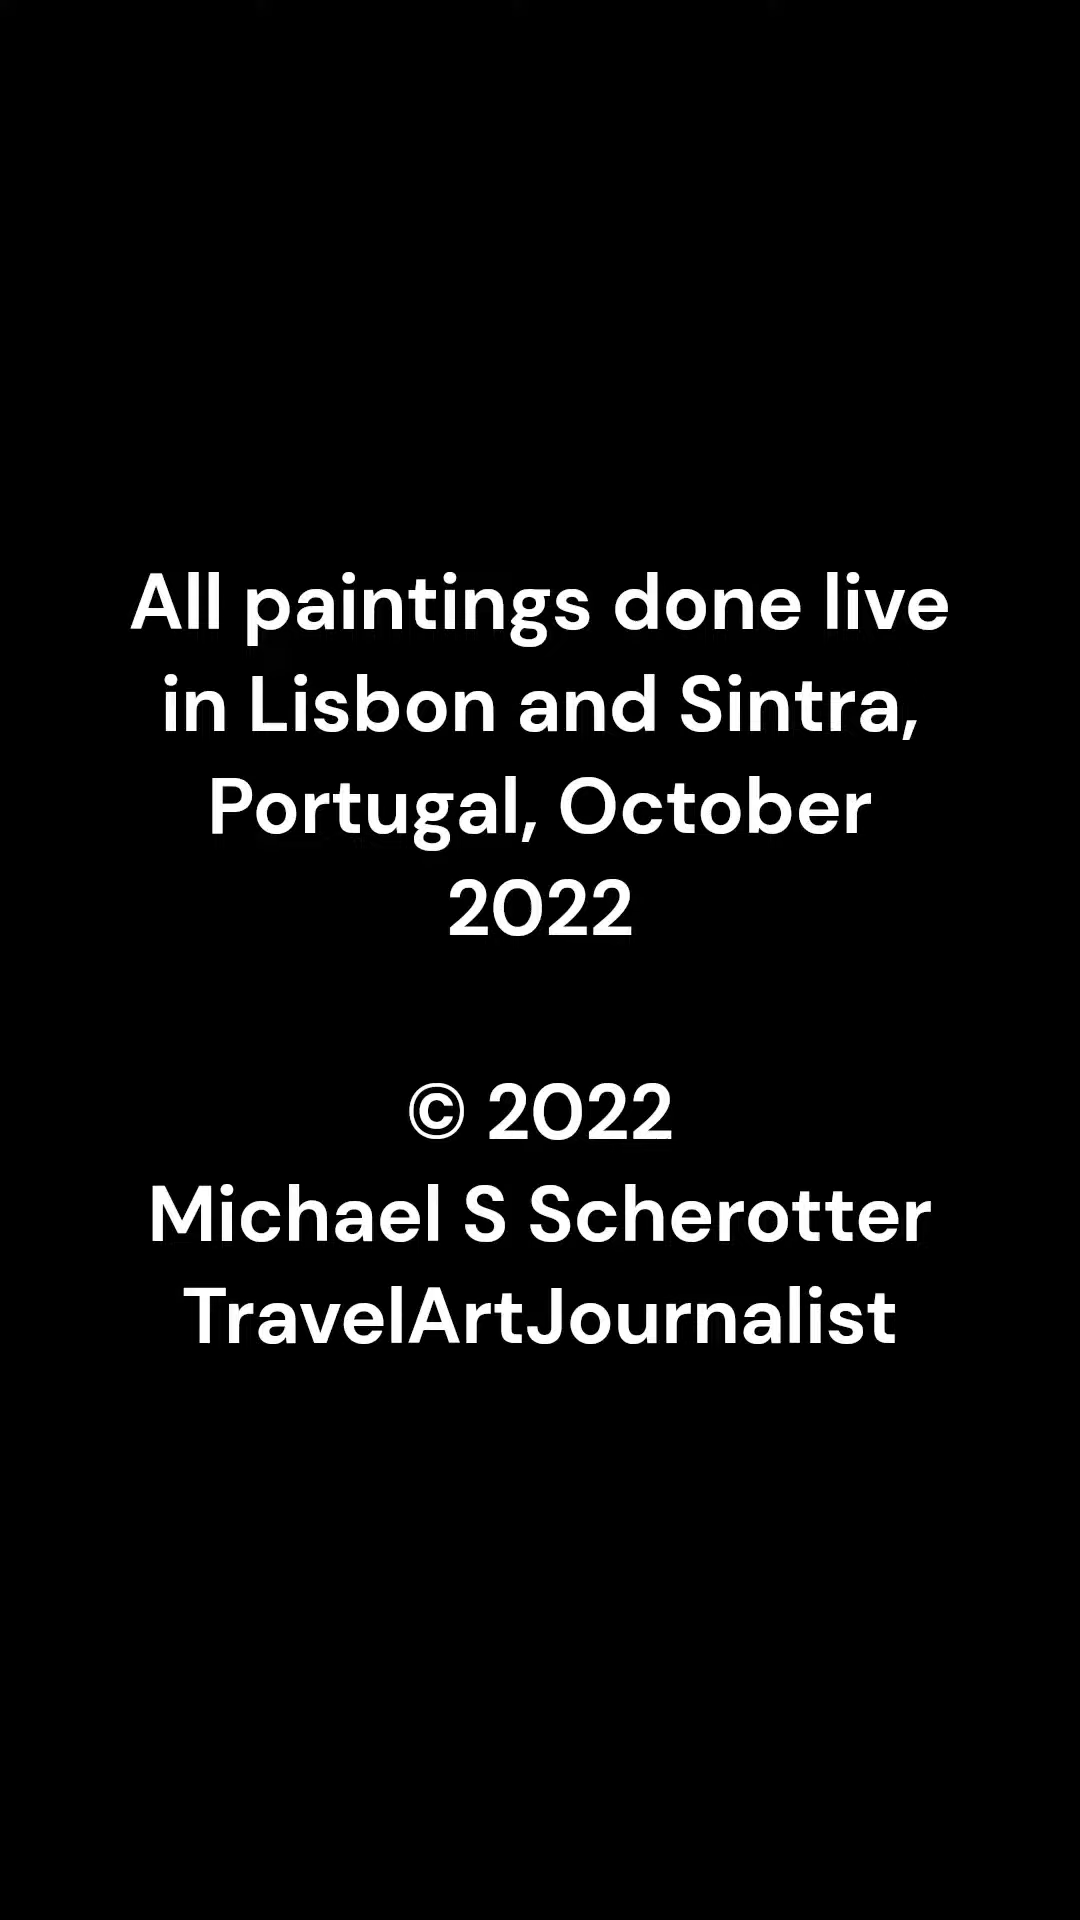 All paintings done live
in Lisbon and Sintra,
Portugal, October
2022
© 2022
Michael S Scherotter
TravelArtJournalist